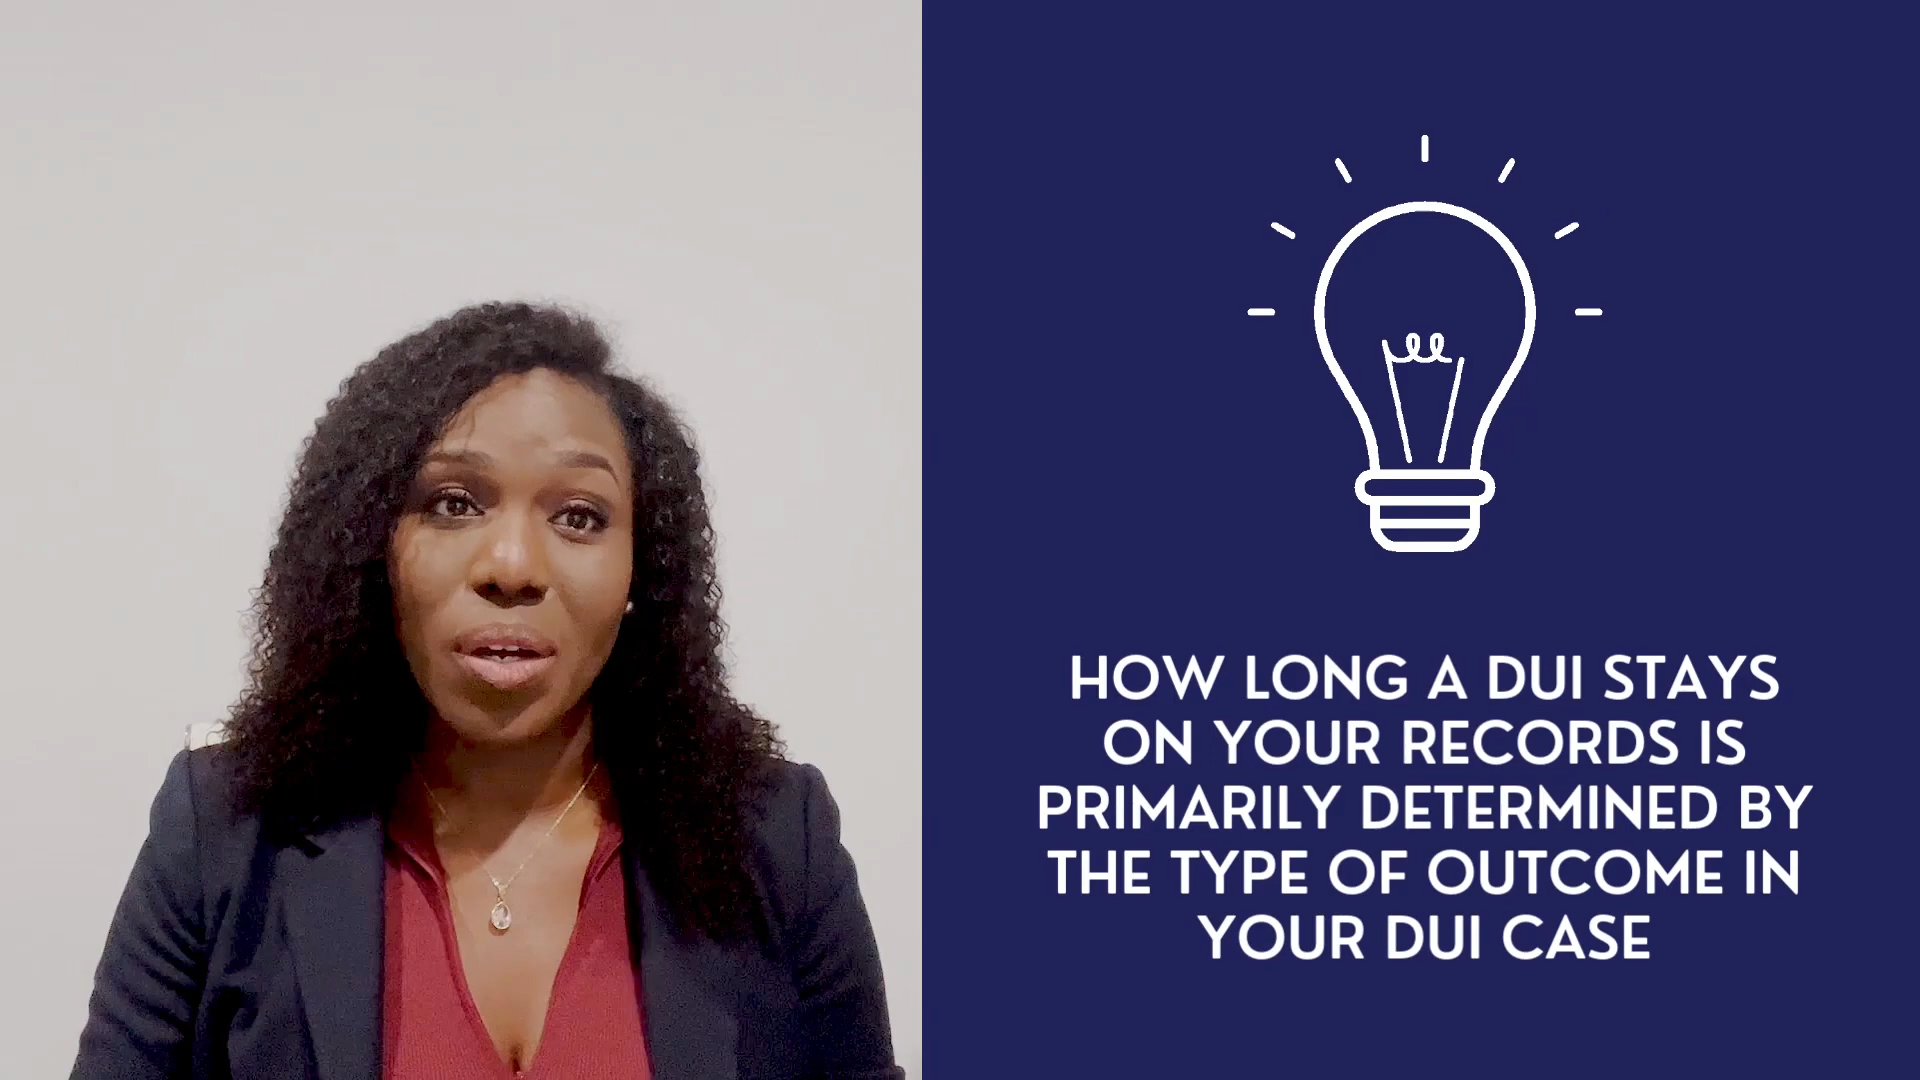 HOW LONG A DUI STAYS
ON YOUR RECORDS IS
PRIMARILY DETERMINED BY
THE TYPE OF OUTCOME IN
YOUR DUI CASE